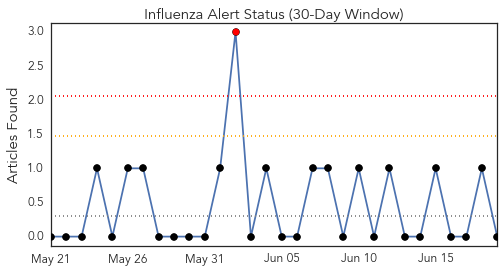 Influenza Alert Status (30-Day Window)
Articles Found
3.0
2.5
2.0
1.5
1.0
0.5
0.0
May 21 May 26 May 31 Jun 05 Jun 10 Jun 15